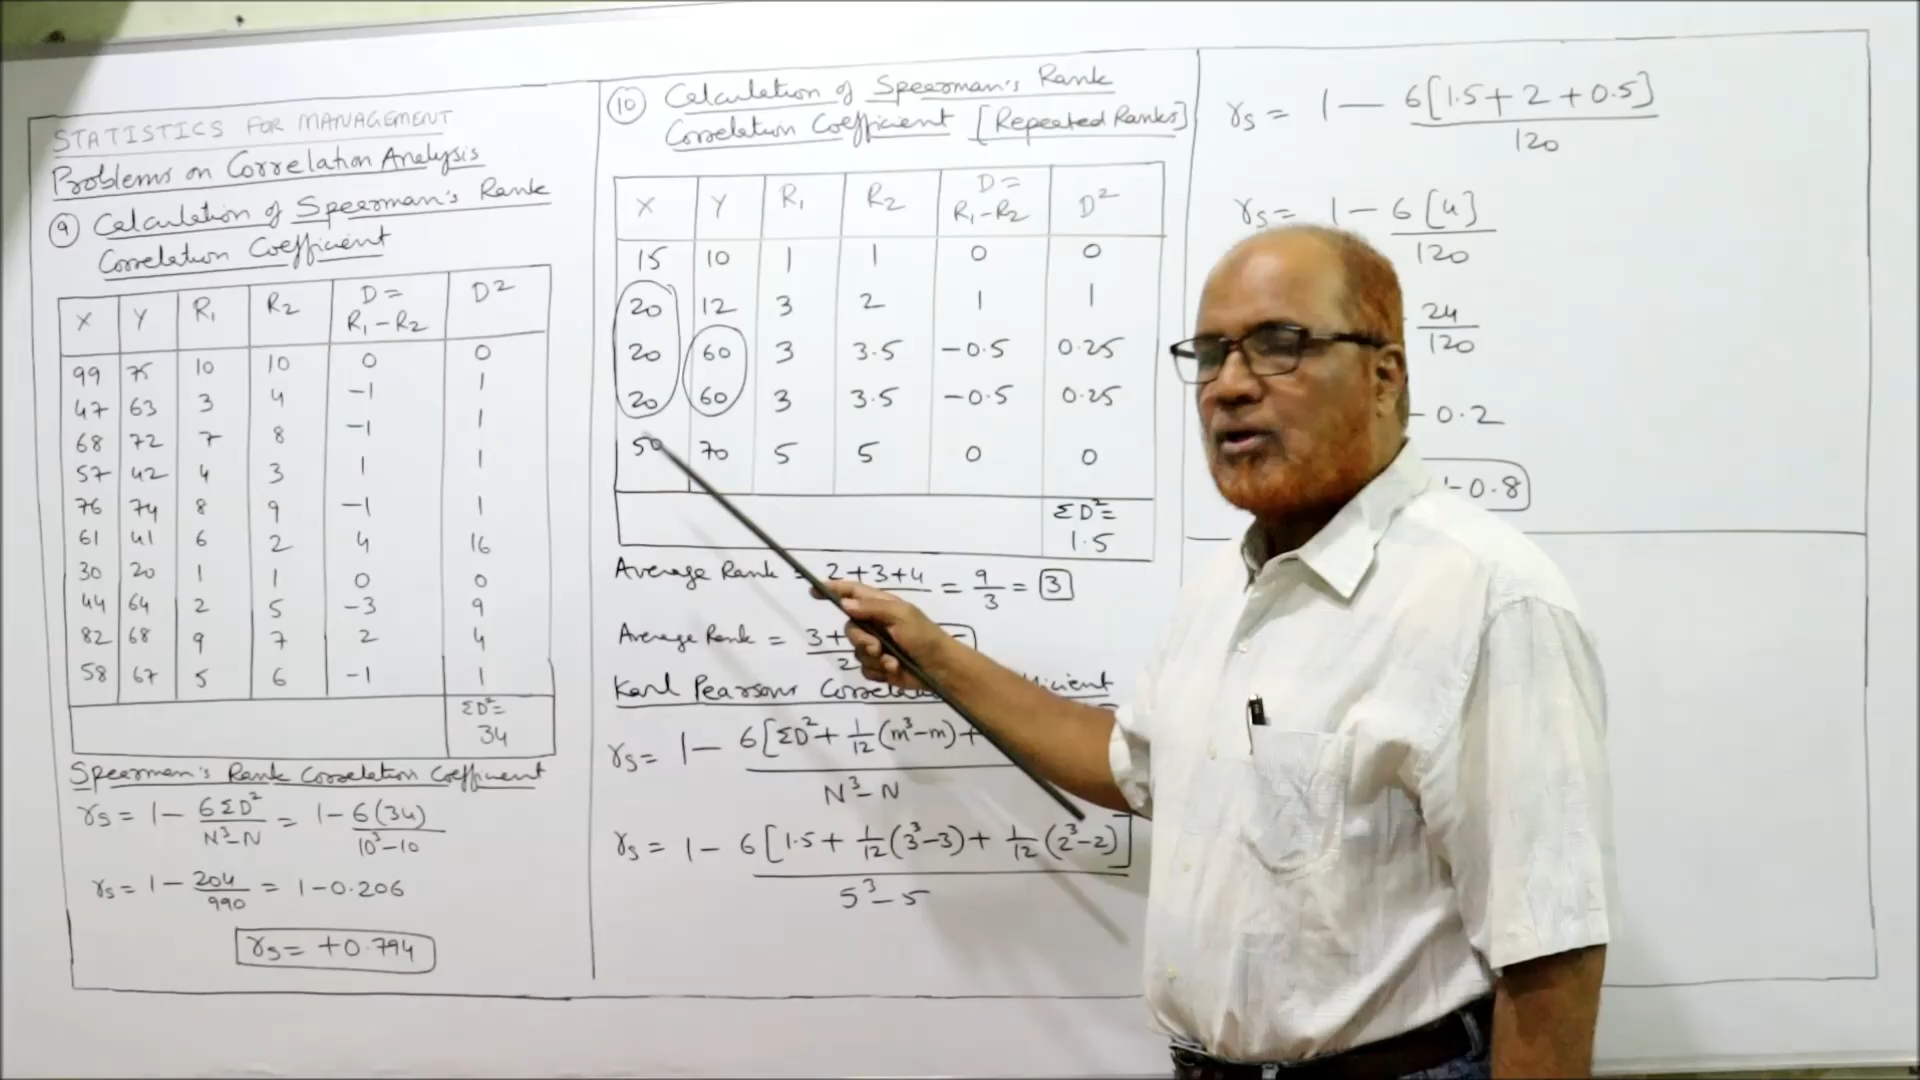 STATISTICS FOR MANAGEMENT
Problems on Correlation Analysis
9 Calculation of Spearman's Rank
Correlation Coefficient
X Y R₁ R₂ D = R₁ – R₂ D²
99 75 10 10 0 0
47 63 3 4 –1 1
68 72 7 8 –1 1
57 42 4 3 1 1
76 74 8 9 –1 1
61 41 6 2 4 16
30 20 1 1 0 0
44 64 2 5 –3 9
82 68 9 7 2 4
58 67 5 6 –1 1
ΣD² =
34
Spearman's Rank Correlation Coefficient
rs = 1 – 6ΣD² / N³–N = 1 – 6(34) / 10³–10
rs = 1 – 204/990 = 1 – 0.206
rs = +0.794
10 Calculation of Spearman's Rank
Correlation Coefficient [Repeated Ranks]
X Y R₁ R₂ D = R₁–R₂ D²
15 10 1 1 0 0
20 12 3 2 1 1
20 60 3 3.5 –0.5 0.25
20 60 3 3.5 –0.5 0.25
50 70 5 5 0 0
ΣD² =
1.5
Average Rank = 2+3+4 = 9/3 = 3
Average Rank = 3+ / 2
Karl Pearsons
rs = 1 – 6[ΣD² + 1/12 (m³–m) + / N³–N
rs = 1 – 6[1.5 + 1/12 (3³–3) + 1/12 (2³–2)] / 5³–5
rs = 1 – 6[1.5+2+0.5] / 120
rs = 1 – 6[4] / 120
24/120
–0.2
0.8